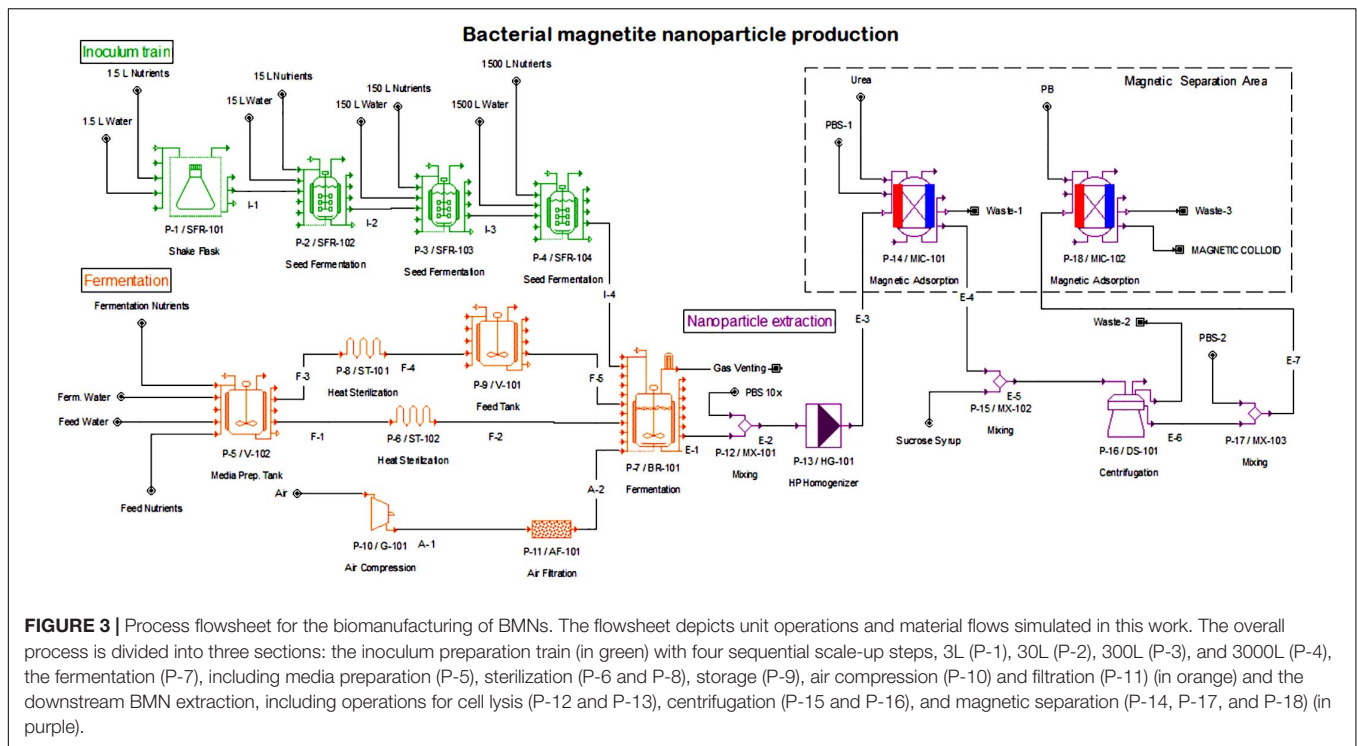 Bacterial magnetite nanoparticle production
Inoculum train
1.5 L Nutrients
1.5 L Water
15 L Nutrients
15 L Water
150 L Nutrients
150 L Water
1500 L Nutrients
1500 L Water
I-1
P-1 / SFR-101
Shake Flask
I-2
P-2 / SFR-102
Seed Fermentation
I-3
P-3 / SFR-103
Seed Fermentation
P-4 / SFR-104
Seed Fermentation
I-4
Fermentation
Fermentation Nutrients
Ferm. Water
Feed Water
Feed Nutrients
P-5 / V-102
Media Prep. Tank
F-3
P-8 / ST-101
Heat Sterilization
F-4
P-9 / V-101
Feed Tank
F-5
F-1
P-6 / ST-102
Heat Sterilization
F-2
Air
P-10 / G-101
Air Compression
A-1
P-11 / AF-101
Air Filtration
A-2
P-7 / BR-101
Fermentation
Gas Venting
E-1
Nanoparticle extraction
PBS 10x
P-12 / MX-101
Mixing
E-2
P-13 / HG-101
HP Homogenizer
E-3
Magnetic Separation Area
Urea
PBS-1
P-14 / MIC-101
Magnetic Adsorption
Waste-1
E-4
PB
P-18 / MIC-102
Magnetic Adsorption
Waste-3
MAGNETIC COLLOID
Sucrose Syrup
P-15 / MX-102
Mixing
E-5
Waste-2
P-16 / DS-101
Centrifugation
E-6
PBS-2
P-17 / MX-103
Mixing
E-7
FIGURE 3 | Process flowsheet for the biomanufacturing of BMNs. The flowsheet depicts unit operations and material flows simulated in this work. The overall
process is divided into three sections: the inoculum preparation train (in green) with four sequential scale-up steps, 3L (P-1), 30L (P-2), 300L (P-3), and 3000L (P-4),
the fermentation (P-7), including media preparation (P-5), sterilization (P-6 and P-8), storage (P-9), air compression (P-10) and filtration (P-11) (in orange) and the
downstream BMN extraction, including operations for cell lysis (P-12 and P-13), centrifugation (P-15 and P-16), and magnetic separation (P-14, P-17, and P-18) (in
purple).